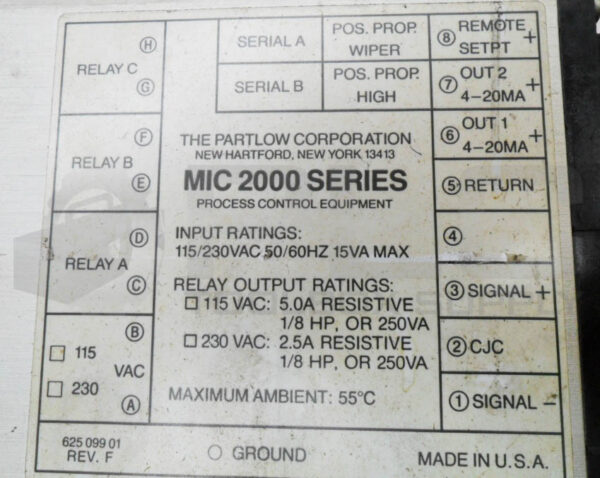 Ⓗ
RELAY C
Ⓖ
Ⓕ
RELAY B
Ⓔ
Ⓓ
RELAY A
Ⓒ
Ⓑ
☐ 115
VAC
☐ 230
Ⓐ
SERIAL A
POS. PROP.
WIPER
SERIAL B
POS. PROP.
HIGH
THE PARTLOW CORPORATION
NEW HARTFORD, NEW YORK 13413
MIC 2000 SERIES
PROCESS CONTROL EQUIPMENT
INPUT RATINGS:
115/230VAC 50/60HZ 15VA MAX
RELAY OUTPUT RATINGS:
☐ 115 VAC: 5.0A RESISTIVE
1/8 HP, OR 250VA
☐ 230 VAC: 2.5A RESISTIVE
1/8 HP, OR 250VA
MAXIMUM AMBIENT: 55°C
⑧ REMOTE +
SETPT
⑦ OUT 2 +
4-20MA
⑥ OUT 1 +
4-20MA
⑤ RETURN
④
③ SIGNAL +
② CJC
① SIGNAL -
625 099 01
REV. F
○ GROUND
MADE IN U.S.A.